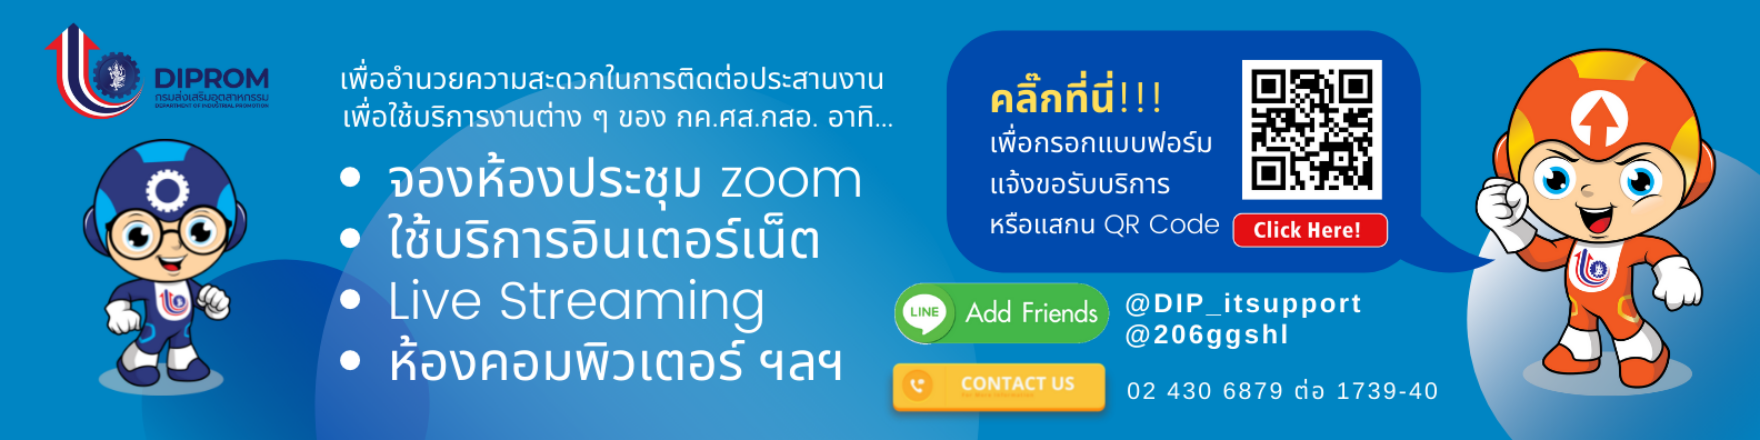 DIPROM
กรมส่งเสริมอุตสาหกรรม
DEPARTMENT OF INDUSTRIAL PROMOTION
เพื่ออำนวยความสะดวกในการติดต่อประสานงาน
เพื่อใช้บริการงานต่าง ๆ ของ กค.ศส.กสอ. อาทิ...
• จองห้องประชุม zoom
• ใช้บริการอินเตอร์เน็ต
• Live Streaming
• ห้องคอมพิวเตอร์ ฯลฯ
คลิ๊กที่นี่!!!
เพื่อกรอกแบบฟอร์ม
แจ้งขอรับบริการ
หรือแสกน QR Code
Click Here!
LINE Add Friends
@DIP_itsupport
@206ggshl
CONTACT US
02 430 6879 ต่อ 1739-40